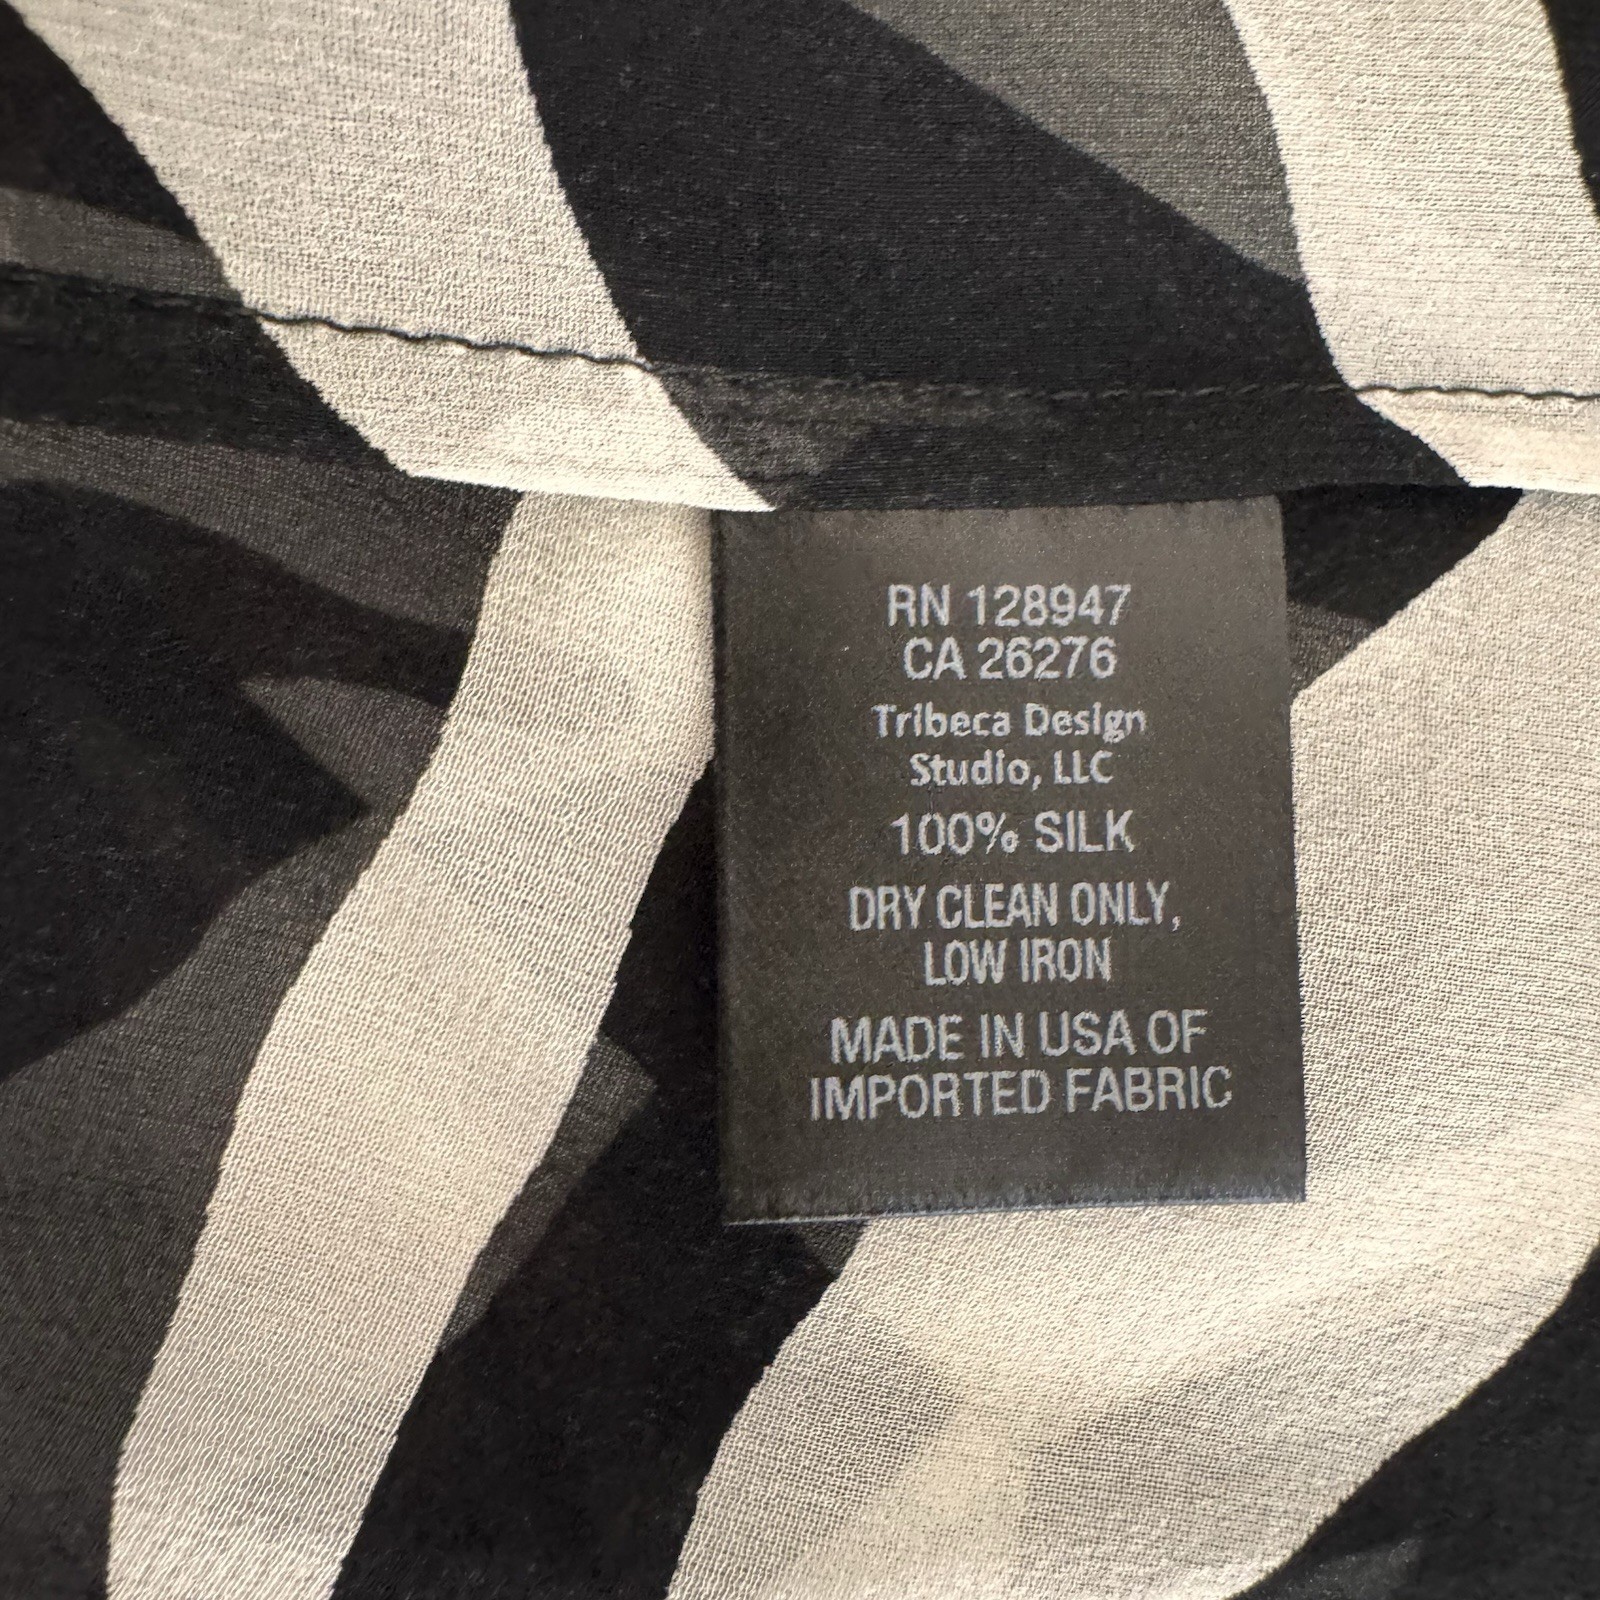 RN 128947
CA 26276
Tribeca Design
Studio, LLC
100% SILK
DRY CLEAN ONLY,
LOW IRON
MADE IN USA OF
IMPORTED FABRIC